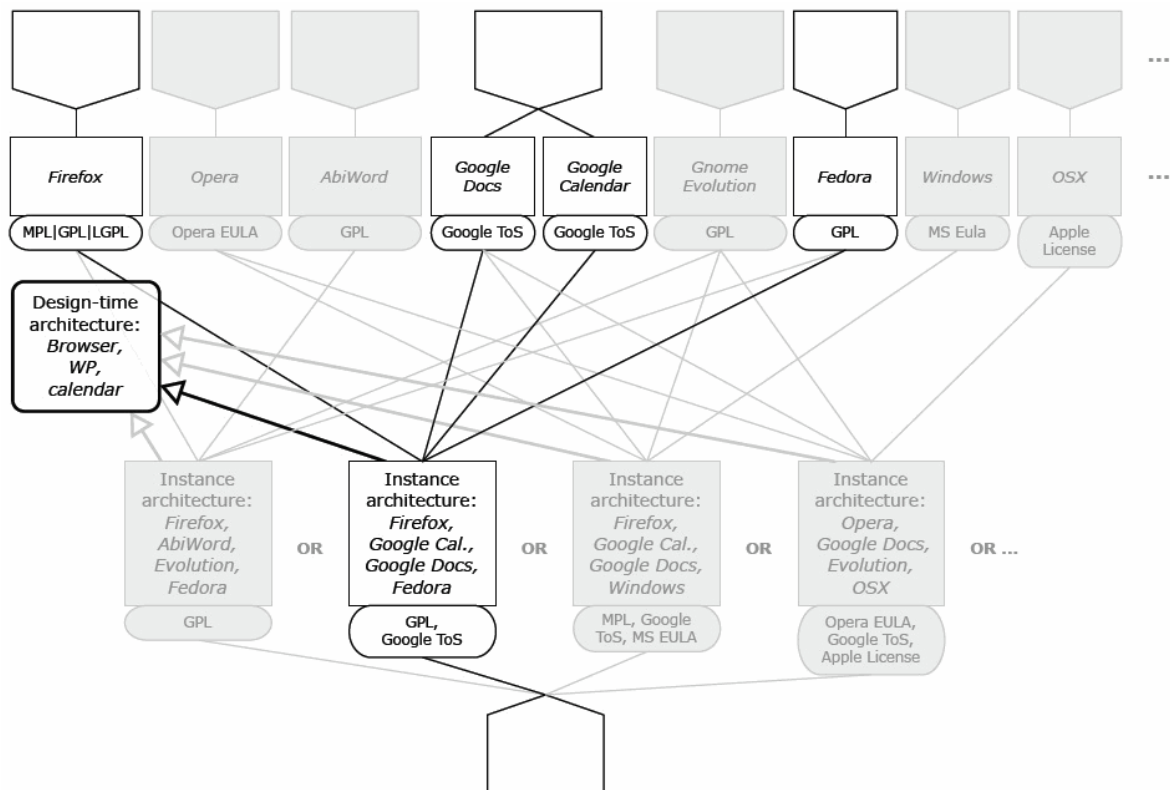 ...
Firefox
Opera
AbiWord
Google
Docs
Google
Calendar
Gnome
Evolution
Fedora
Windows
OSX
...
MPL|GPL|LGPL
Opera EULA
GPL
Google ToS
Google ToS
GPL
GPL
MS Eula
Apple
License
Design-time
architecture:
Browser,
WP,
calendar
Instance
architecture:
Firefox,
AbiWord,
Evolution,
Fedora
GPL
OR
Instance
architecture:
Firefox,
Google Cal.,
Google Docs,
Fedora
GPL,
Google ToS
OR
Instance
architecture:
Firefox,
Google Cal.,
Google Docs,
Windows
MPL, Google
ToS, MS EULA
OR
Instance
architecture:
Opera,
Google Docs,
Evolution,
OSX
Opera EULA,
Google ToS,
Apple License
OR ...